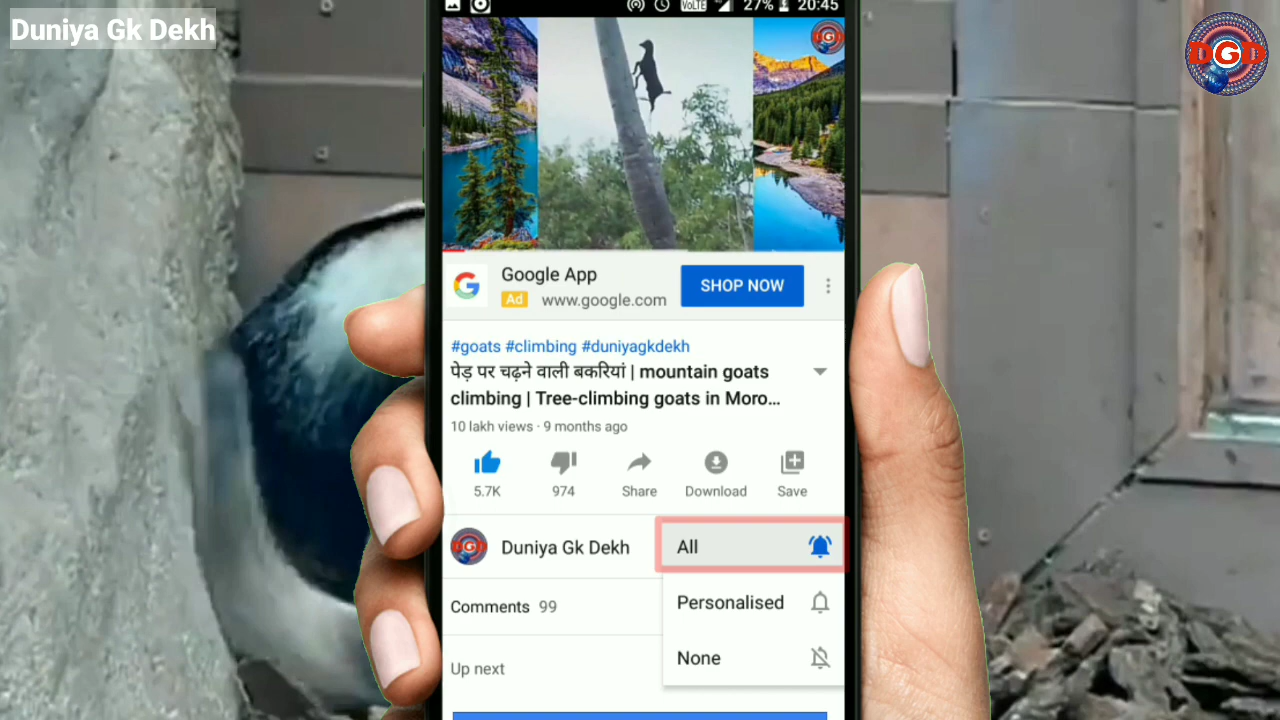 Duniya Gk Dekh
DGD
VoLTE 27% 20:45
DGD
G Google App
Ad www.google.com
SHOP NOW
#goats #climbing #duniyagkdekh
पेड़ पर चढ़ने वाली बकरियां | mountain goats
climbing | Tree-climbing goats in Moro...
10 lakh views · 9 months ago
5.7K 974 Share Download Save
DGD Duniya Gk Dekh
All
Comments 99
Personalised
None
Up next